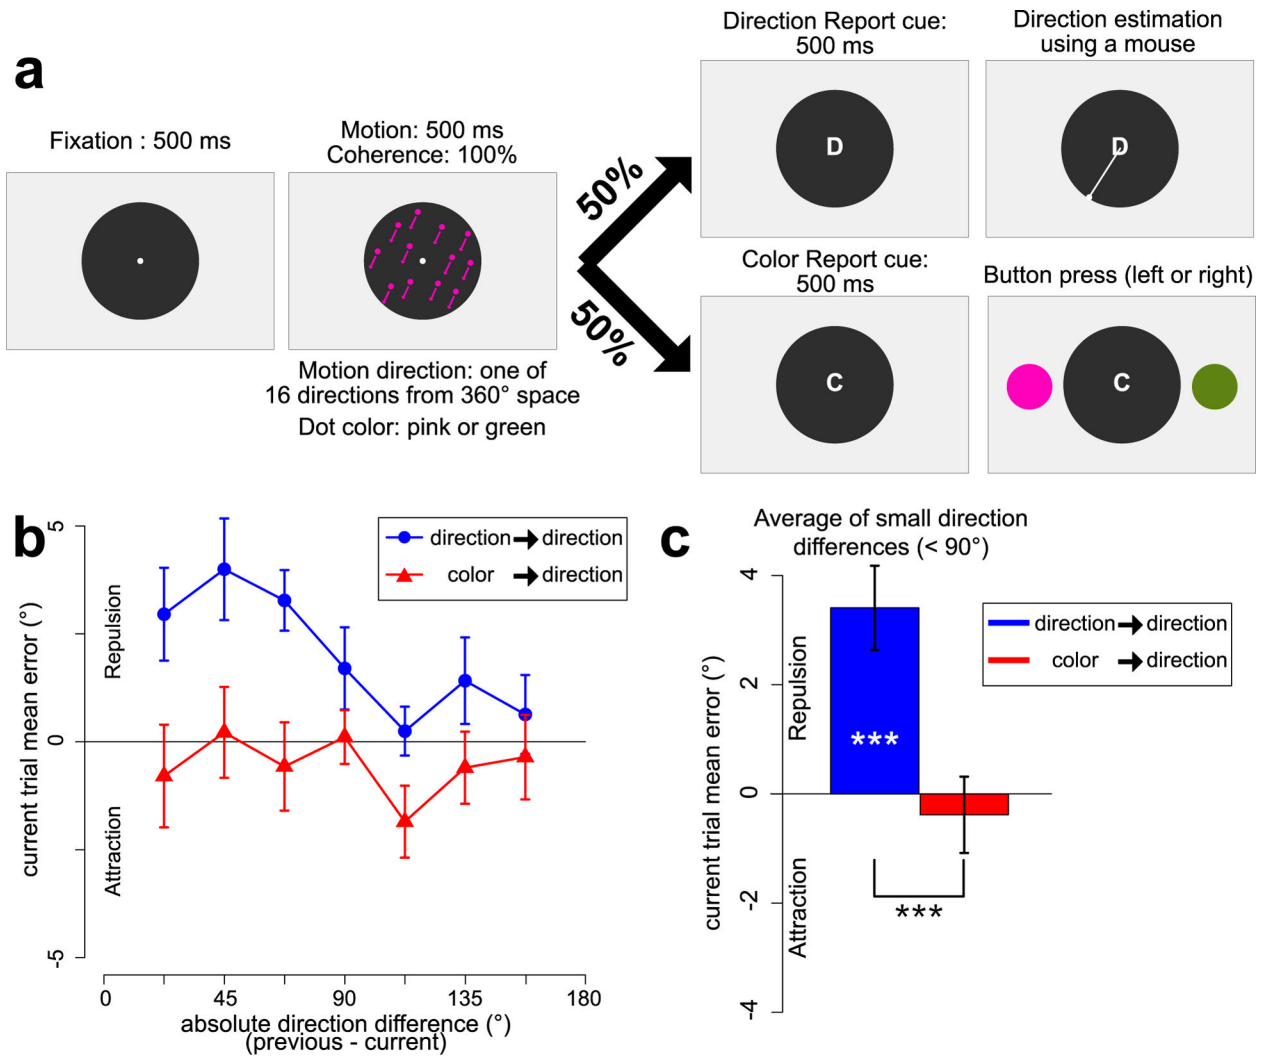 a
Fixation : 500 ms
Motion: 500 ms
Coherence: 100%
Motion direction: one of
16 directions from 360° space
Dot color: pink or green
50%
50%
Direction Report cue:
500 ms
D
Direction estimation
using a mouse
D
Color Report cue:
500 ms
C
Button press (left or right)
C
b
5
0
-5
current trial mean error (°)
Repulsion
Attraction
direction → direction
color → direction
0 45 90 135 180
absolute direction difference (°)
(previous - current)
c
Average of small direction
differences (< 90°)
4
2
0
-2
-4
current trial mean error (°)
Repulsion
Attraction
direction → direction
color → direction
***
***